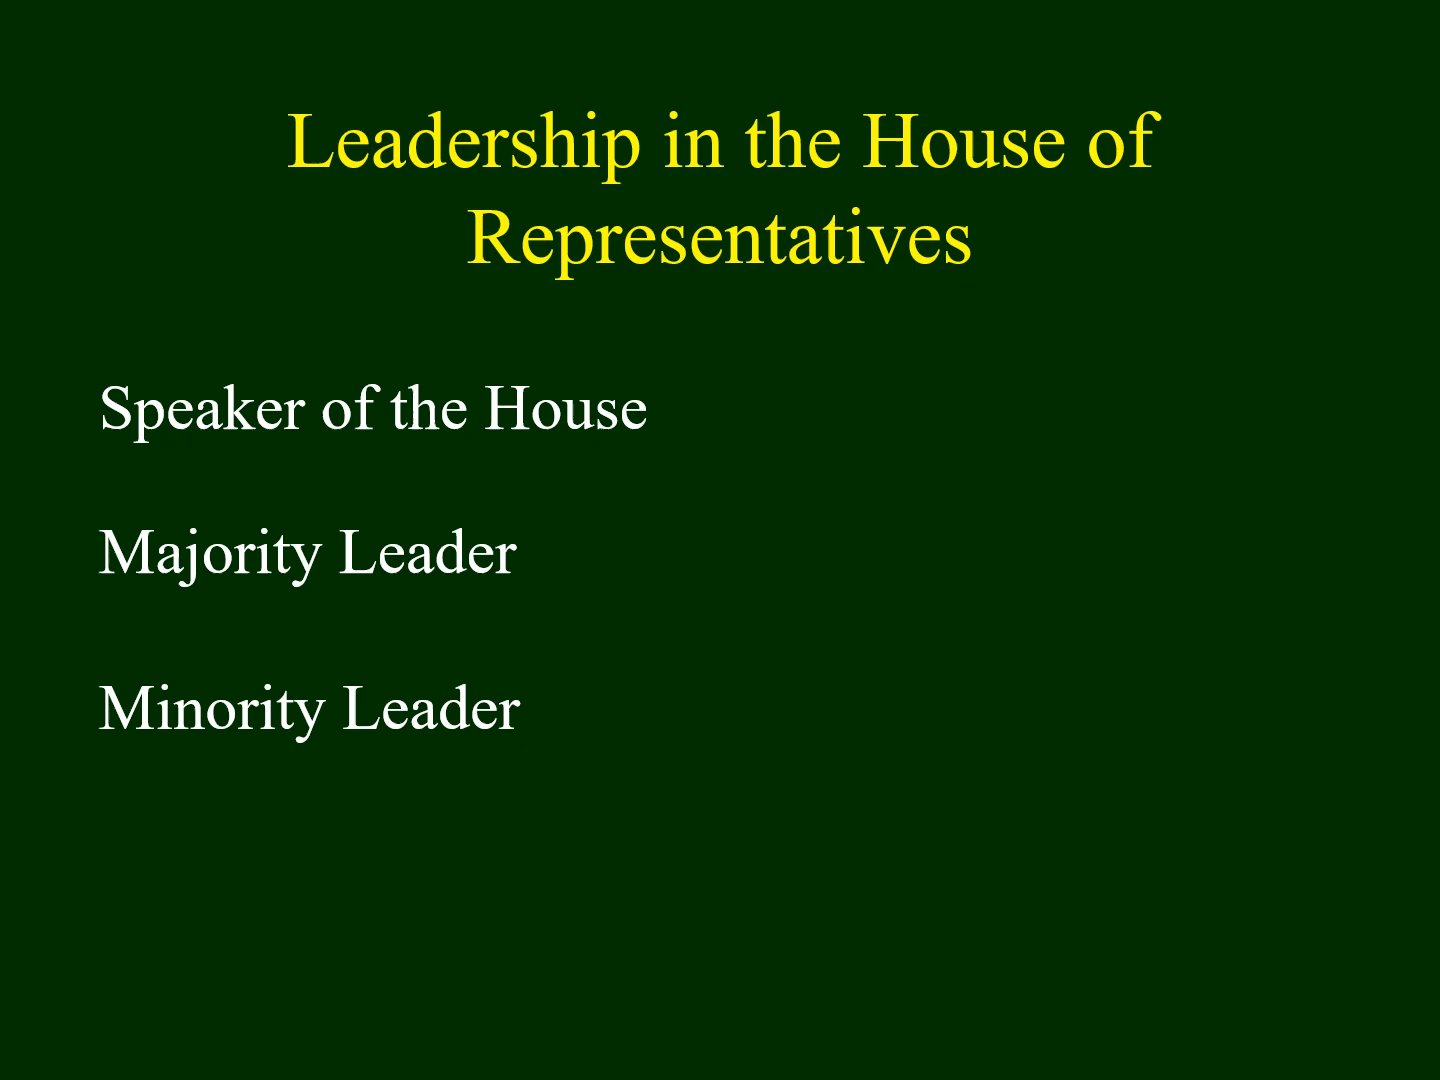 Leadership in the House of
Representatives
Speaker of the House
Majority Leader
Minority Leader